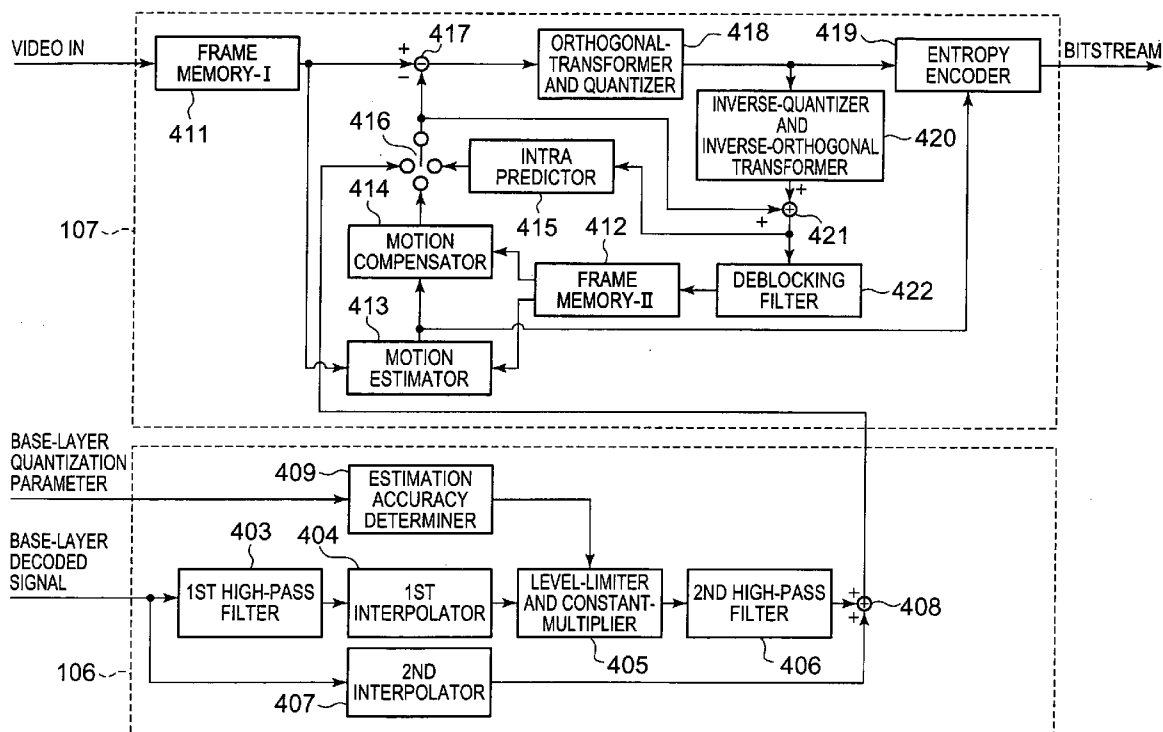 VIDEO IN
FRAME
MEMORY-I
411
+
−
417
ORTHOGONAL-
TRANSFORMER
AND QUANTIZER
418
419
ENTROPY
ENCODER
BITSTREAM
INVERSE-QUANTIZER
AND
INVERSE-ORTHOGONAL
TRANSFORMER
420
416
INTRA
PREDICTOR
415
+
+
421
414
MOTION
COMPENSATOR
412
FRAME
MEMORY-II
DEBLOCKING
FILTER
422
107
413
MOTION
ESTIMATOR
BASE-LAYER
QUANTIZATION
PARAMETER
409
ESTIMATION
ACCURACY
DETERMINER
BASE-LAYER
DECODED
SIGNAL
403
1ST HIGH-PASS
FILTER
404
1ST
INTERPOLATOR
LEVEL-LIMITER
AND CONSTANT-
MULTIPLIER
405
2ND HIGH-PASS
FILTER
406
+
+
408
106
2ND
INTERPOLATOR
407